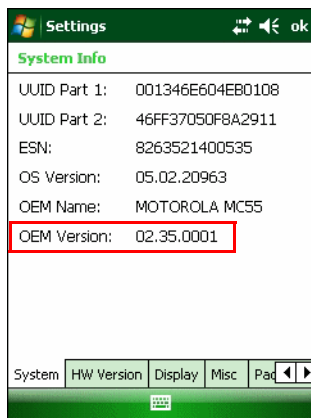 Settings
ok
System Info
UUID Part 1: 001346E604EB0108
UUID Part 2: 46FF37050F8A2911
ESN: 8263521400535
OS Version: 05.02.20963
OEM Name: MOTOROLA MC55
OEM Version: 02.35.0001
System HW Version Display Misc Pac